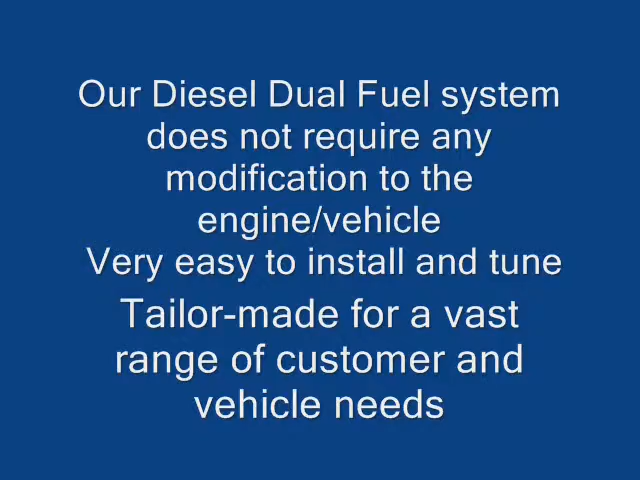 Our Diesel Dual Fuel system
does not require any
modification to the
engine/vehicle
Very easy to install and tune
Tailor-made for a vast
range of customer and
vehicle needs